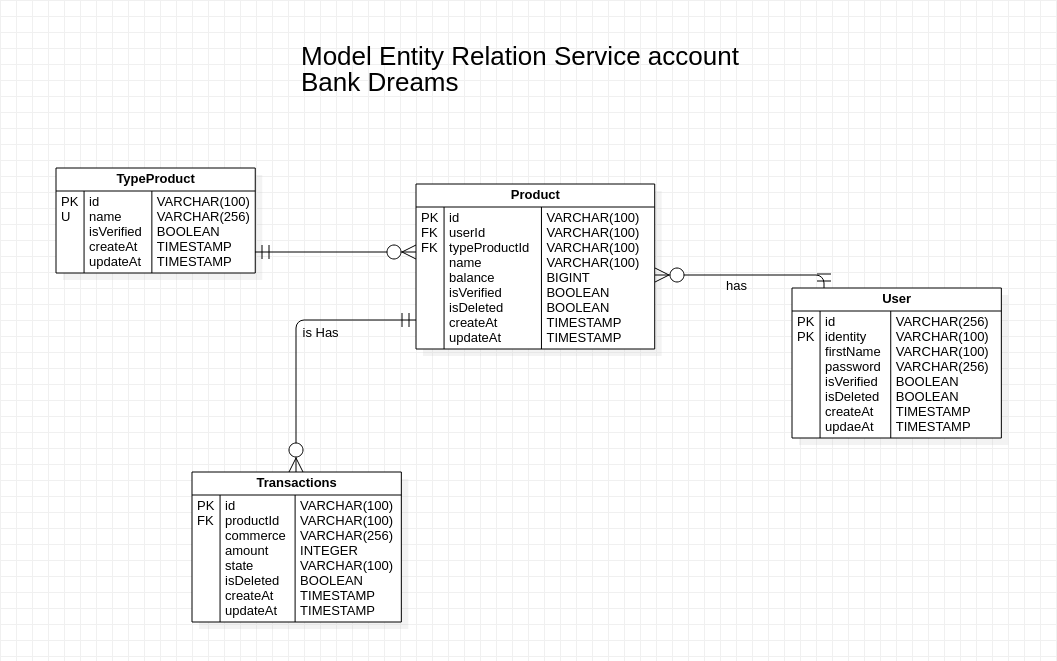 Model Entity Relation Service account
Bank Dreams
TypeProduct
PK id VARCHAR(100)
U name VARCHAR(256)
isVerified BOOLEAN
createAt TIMESTAMP
updateAt TIMESTAMP
Product
PK id VARCHAR(100)
FK userId VARCHAR(100)
FK typeProductId VARCHAR(100)
name VARCHAR(100)
balance BIGINT
isVerified BOOLEAN
isDeleted BOOLEAN
createAt TIMESTAMP
updateAt TIMESTAMP
has
User
PK id VARCHAR(256)
PK identity VARCHAR(100)
firstName VARCHAR(100)
password VARCHAR(256)
isVerified BOOLEAN
isDeleted BOOLEAN
createAt TIMESTAMP
updaeAt TIMESTAMP
is Has
Transactions
PK id VARCHAR(100)
FK productId VARCHAR(100)
commerce VARCHAR(256)
amount INTEGER
state VARCHAR(100)
isDeleted BOOLEAN
createAt TIMESTAMP
updateAt TIMESTAMP